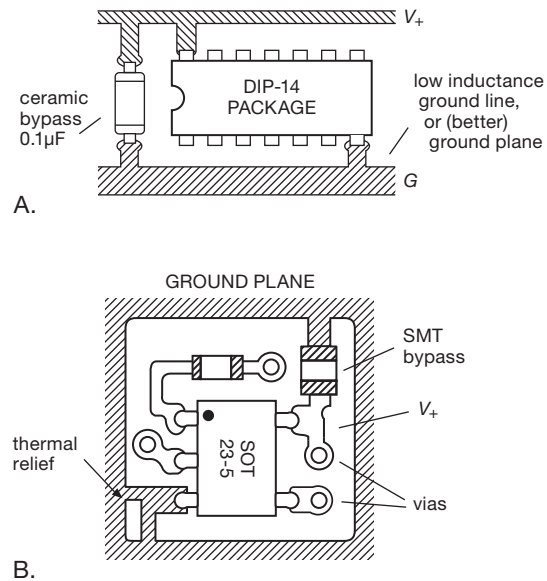 V+
DIP-14
PACKAGE
ceramic
bypass
0.1µF
low inductance
ground line,
or (better)
ground plane
G
A.
GROUND PLANE
SMT
bypass
V+
SOT
23-5
thermal
relief
vias
B.